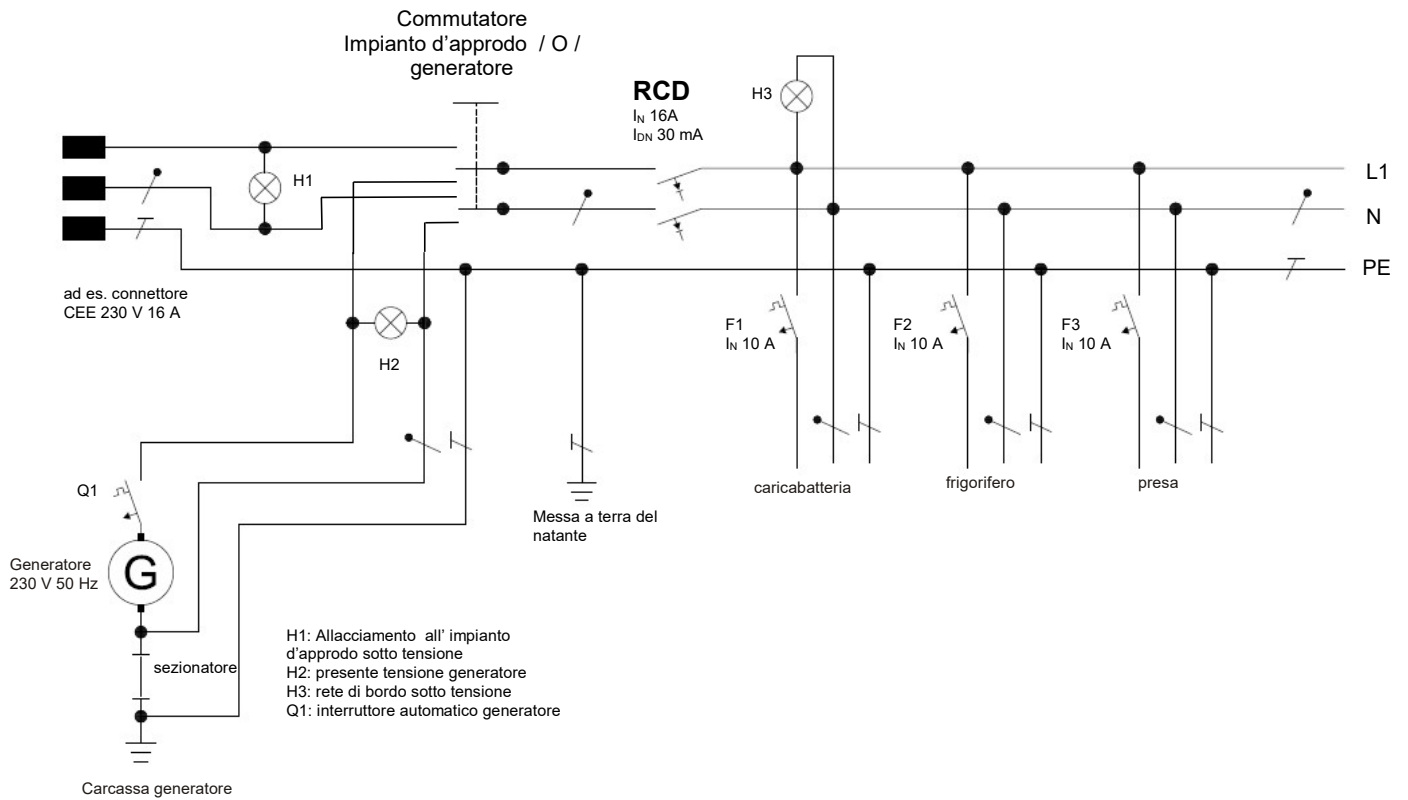 Commutatore
Impianto d’approdo / O /
generatore
RCD
IN 16A
IDN 30 mA
H3
H1
L1
N
PE
ad es. connettore
CEE 230 V 16 A
H2
F1
IN 10 A
F2
IN 10 A
F3
IN 10 A
Q1
caricabatteria
frigorifero
presa
Messa a terra del
natante
Generatore
230 V 50 Hz
G
sezionatore
H1: Allacciamento all’ impianto
d’approdo sotto tensione
H2: presente tensione generatore
H3: rete di bordo sotto tensione
Q1: interruttore automatico generatore
Carcassa generatore